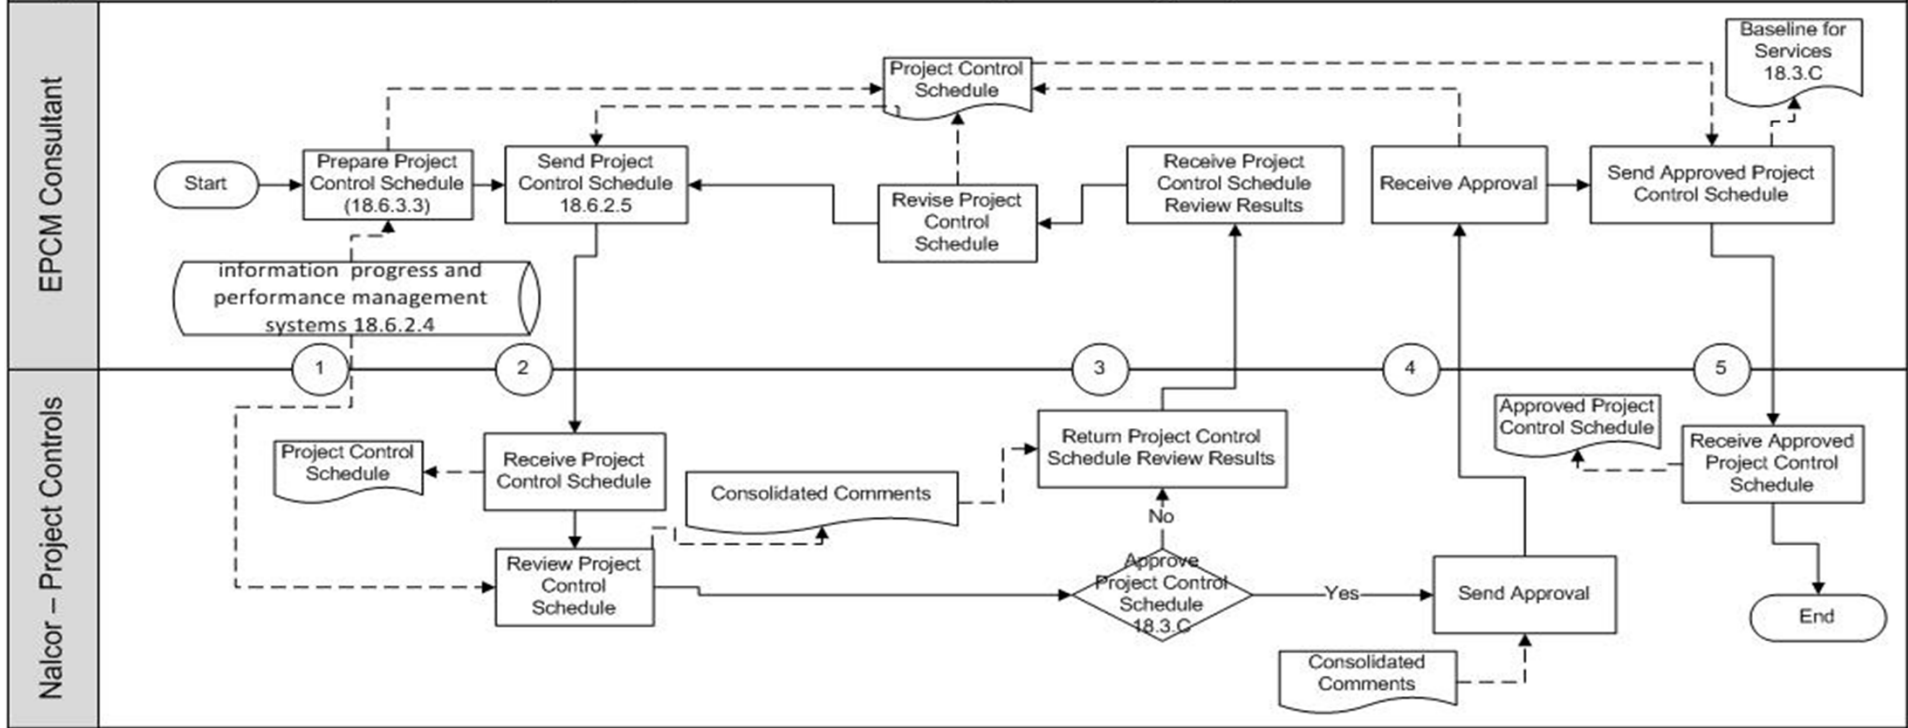 EPCM Consultant
Start
Prepare Project
Control Schedule
(18.6.3.3)
Send Project
Control Schedule
18.6.2.5
Project Control
Schedule
Revise Project
Control
Schedule
Receive Project
Control Schedule
Review Results
Receive Approval
Send Approved Project
Control Schedule
Baseline for
Services
18.3.C
information progress and
performance management
systems 18.6.2.4
1
2
3
4
5
Nalcor – Project Controls
Project Control
Schedule
Receive Project
Control Schedule
Review Project
Control
Schedule
Consolidated Comments
Return Project Control
Schedule Review Results
No
Approve
Project Control
Schedule
18.3.C
Yes
Send Approval
Consolidated
Comments
Approved Project
Control Schedule
Receive Approved
Project Control
Schedule
End